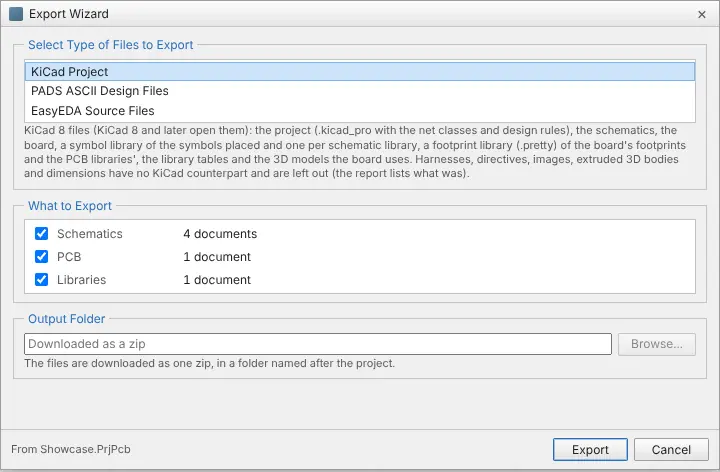 Export Wizard
Select Type of Files to Export
KiCad Project
PADS ASCII Design Files
EasyEDA Source Files
KiCad 8 files (KiCad 8 and later open them): the project (.kicad_pro with the net classes and design rules), the schematics, the
board, a symbol library of the symbols placed and one per schematic library, a footprint library (.pretty) of the board's footprints
and the PCB libraries', the library tables and the 3D models the board uses. Harnesses, directives, images, extruded 3D bodies
and dimensions have no KiCad counterpart and are left out (the report lists what was).
What to Export
Schematics 4 documents
PCB 1 document
Libraries 1 document
Output Folder
Downloaded as a zip Browse...
The files are downloaded as one zip, in a folder named after the project.
From Showcase.PrjPcb Export Cancel